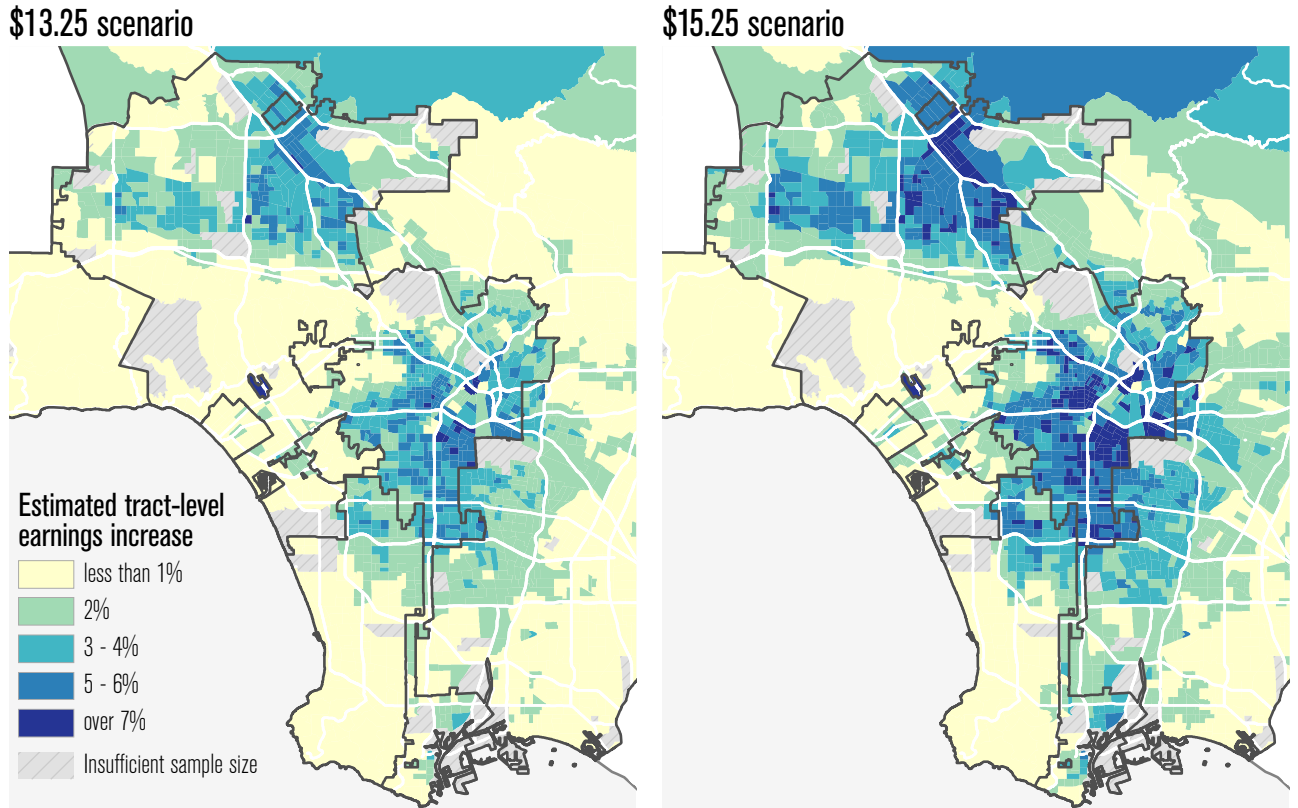 $13.25 scenario
$15.25 scenario
Estimated tract-level
earnings increase
less than 1%
2%
3 - 4%
5 - 6%
over 7%
Insufficient sample size